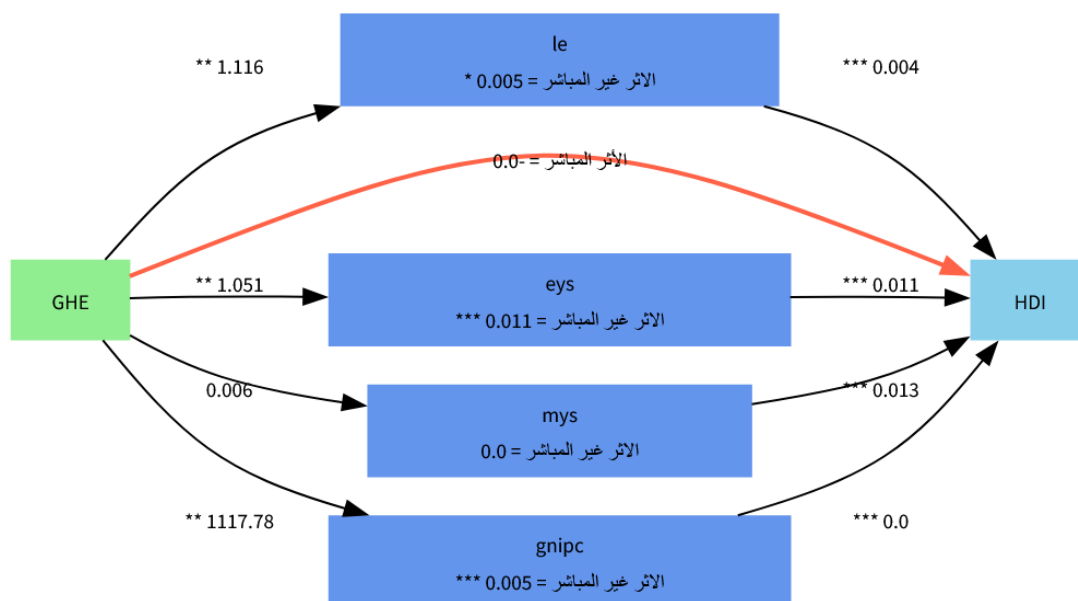 le
الاثر غير المباشر = 0.005 *
** 1.116
*** 0.004
الأثر المباشر = -0.0
GHE
** 1.051
eys
الاثر غير المباشر = 0.011 ***
*** 0.011
HDI
0.006
mys
الاثر غير المباشر = 0.0
*** 0.013
** 1117.78
gnipc
الاثر غير المباشر = 0.005 ***
*** 0.0